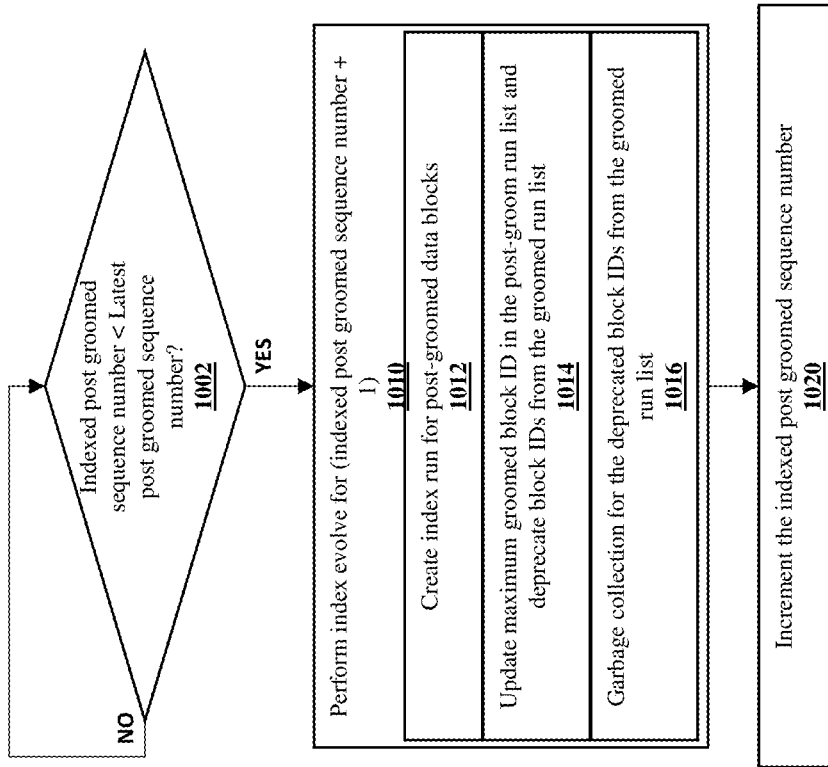 Indexed post groomed
sequence number < Latest
post groomed sequence
number?
1002
NO
YES
Perform index evolve for (indexed post groomed sequence number +
1)
1010
Create index run for post-groomed data blocks
1012
Update maximum groomed block ID in the post-groom run list and
deprecate block IDs from the groomed run list
1014
Garbage collection for the deprecated block IDs from the groomed
run list
1016
Increment the indexed post groomed sequence number
1020